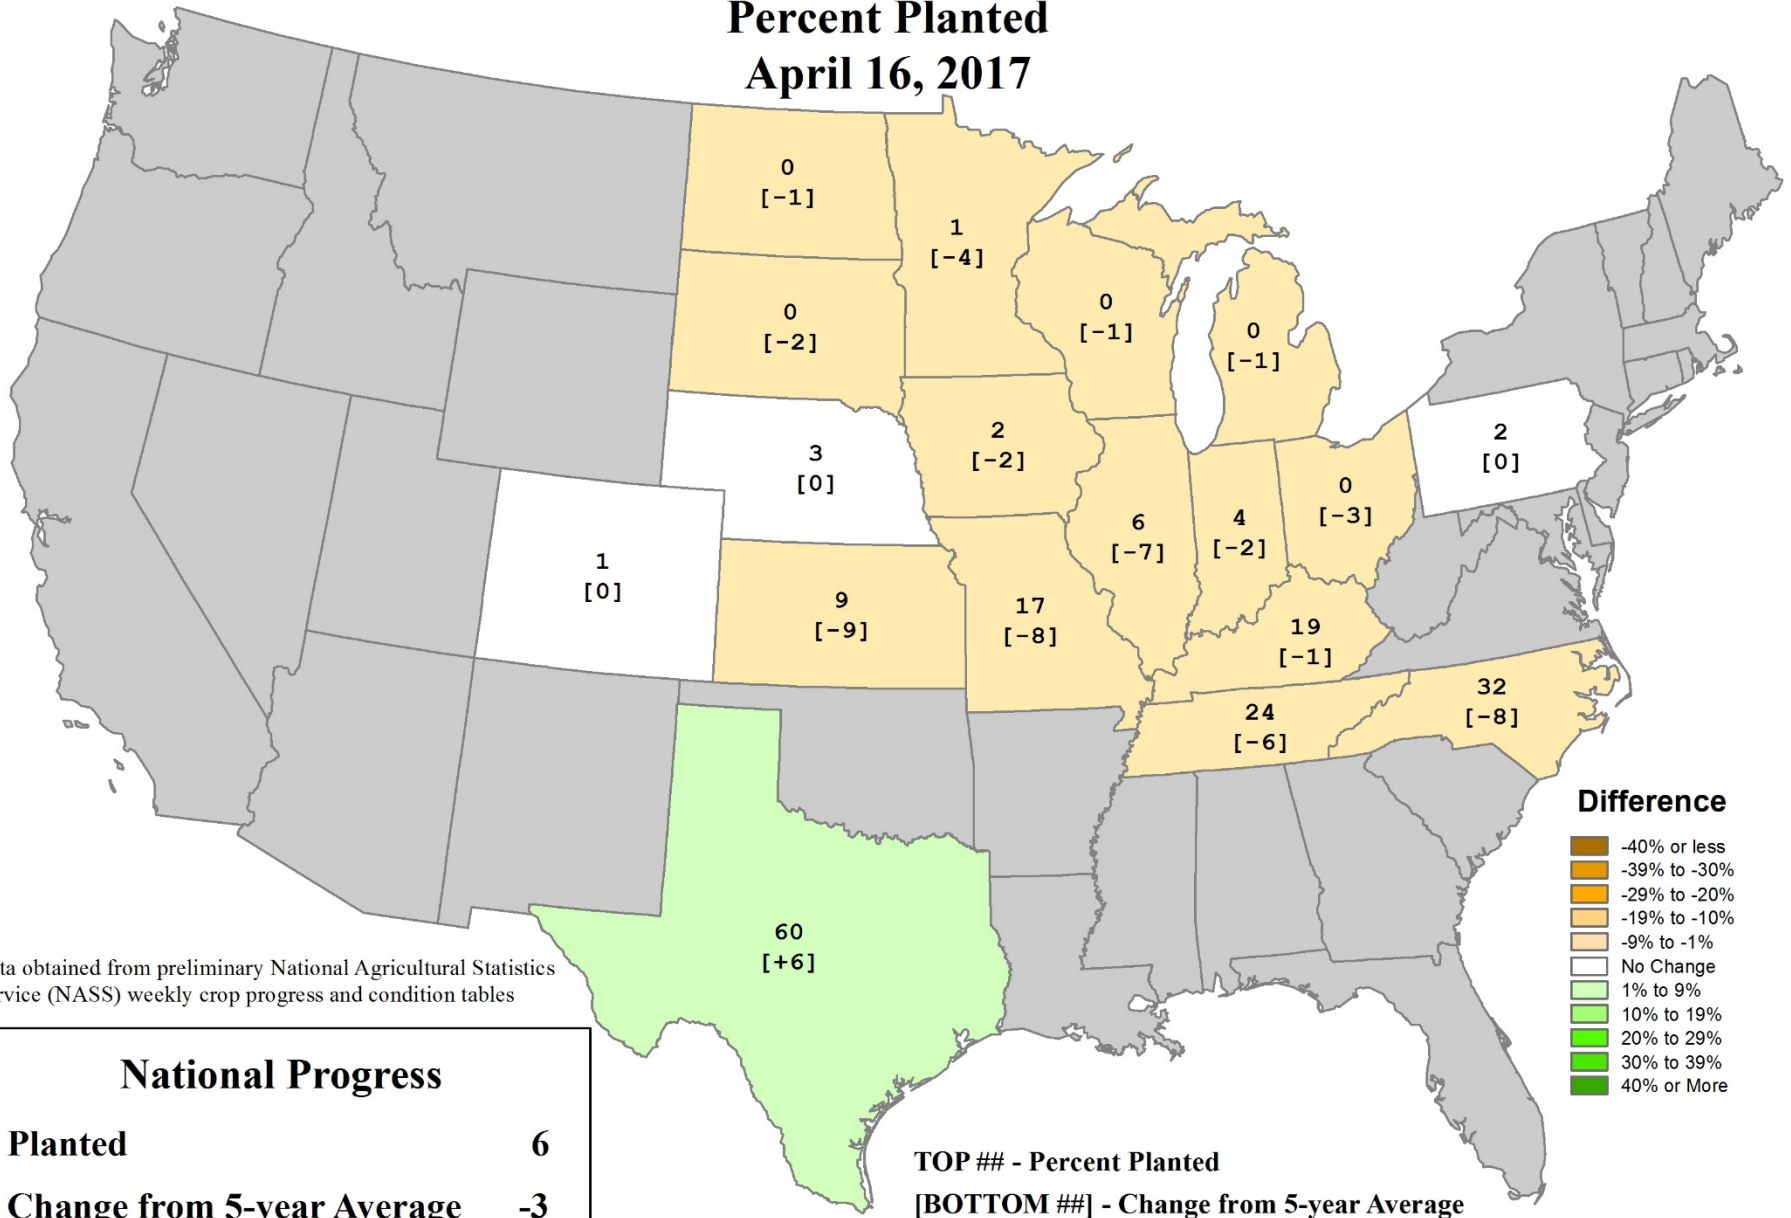 Percent Planted
April 16, 2017
0
[-1]
1
[-4]
0
[-2]
0
[-1]
0
[-1]
3
[0]
2
[-2]
2
[0]
6
[-7]
4
[-2]
0
[-3]
1
[0]
9
[-9]
17
[-8]
19
[-1]
24
[-6]
32
[-8]
60
[+6]
Difference
-40% or less
-39% to -30%
-29% to -20%
-19% to -10%
-9% to -1%
No Change
1% to 9%
10% to 19%
20% to 29%
30% to 39%
40% or More
ta obtained from preliminary National Agricultural Statistics
rvice (NASS) weekly crop progress and condition tables
National Progress
Planted 6
Change from 5-year Average -3
TOP ## - Percent Planted
[BOTTOM ##] - Change from 5-year Average